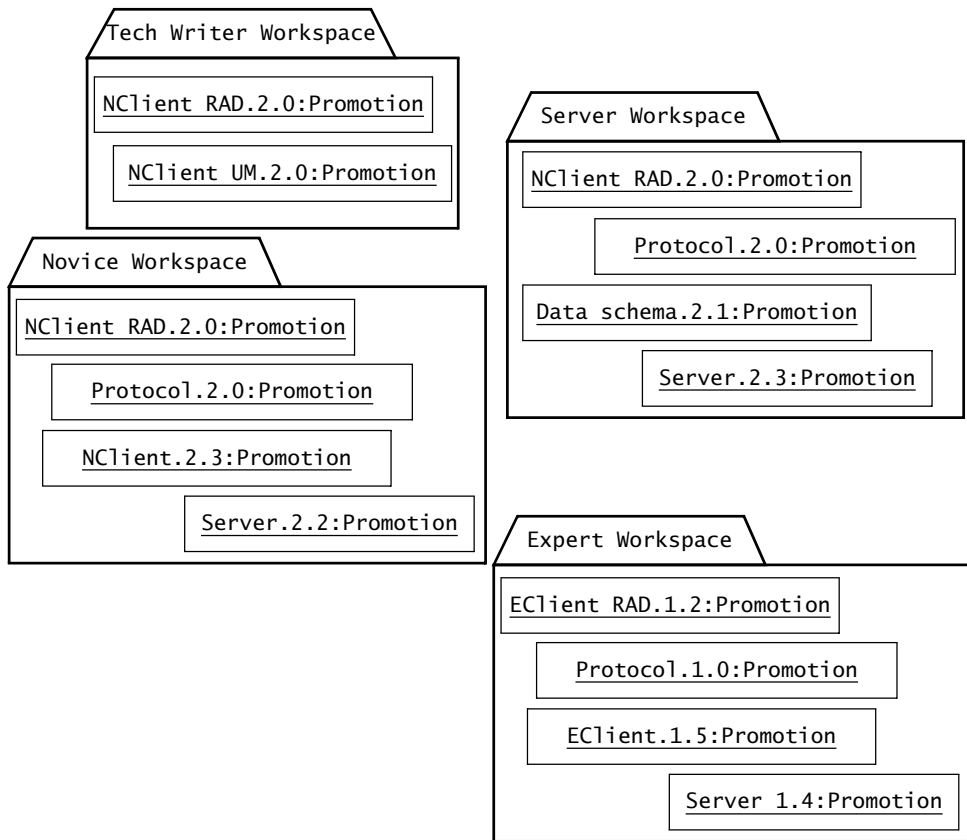 Tech Writer Workspace
NClient RAD.2.0:Promotion
NClient UM.2.0:Promotion
Server Workspace
NClient RAD.2.0:Promotion
Protocol.2.0:Promotion
Data schema.2.1:Promotion
Server.2.3:Promotion
Novice Workspace
NClient RAD.2.0:Promotion
Protocol.2.0:Promotion
NClient.2.3:Promotion
Server.2.2:Promotion
Expert Workspace
EClient RAD.1.2:Promotion
Protocol.1.0:Promotion
EClient.1.5:Promotion
Server 1.4:Promotion